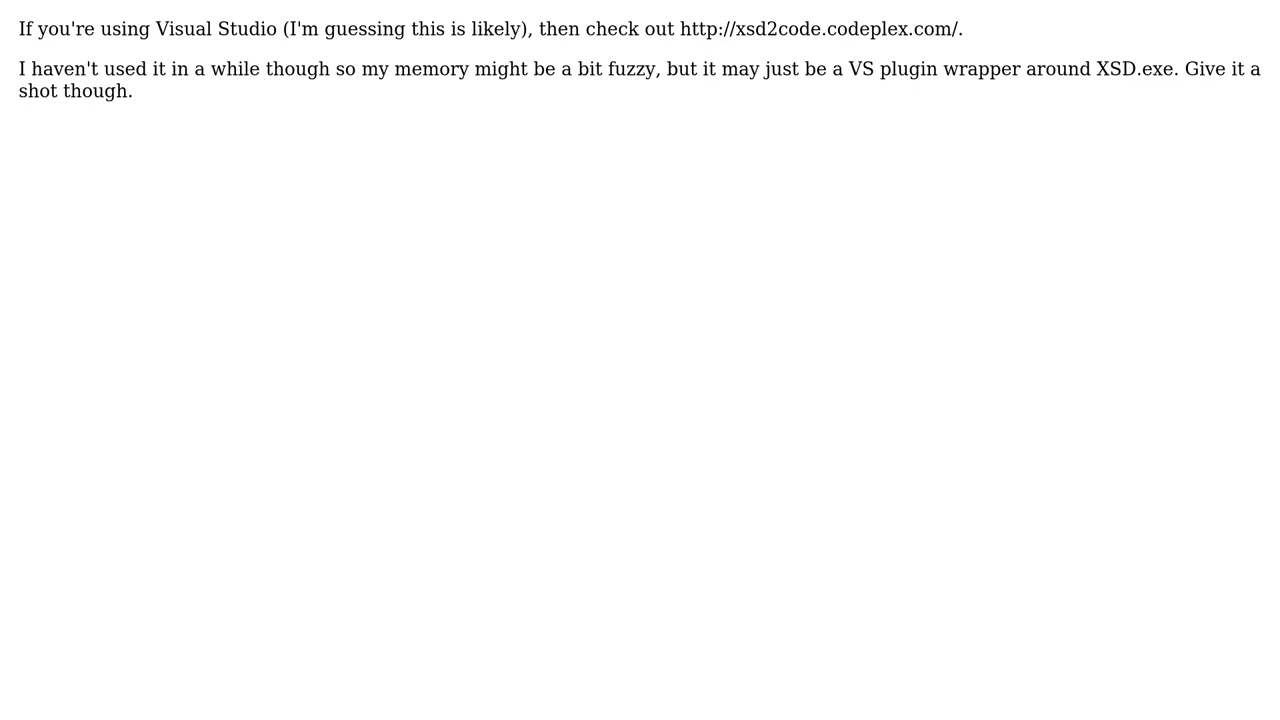 If you're using Visual Studio (I'm guessing this is likely), then check out http://xsd2code.codeplex.com/.
I haven't used it in a while though so my memory might be a bit fuzzy, but it may just be a VS plugin wrapper around XSD.exe. Give it a
shot though.